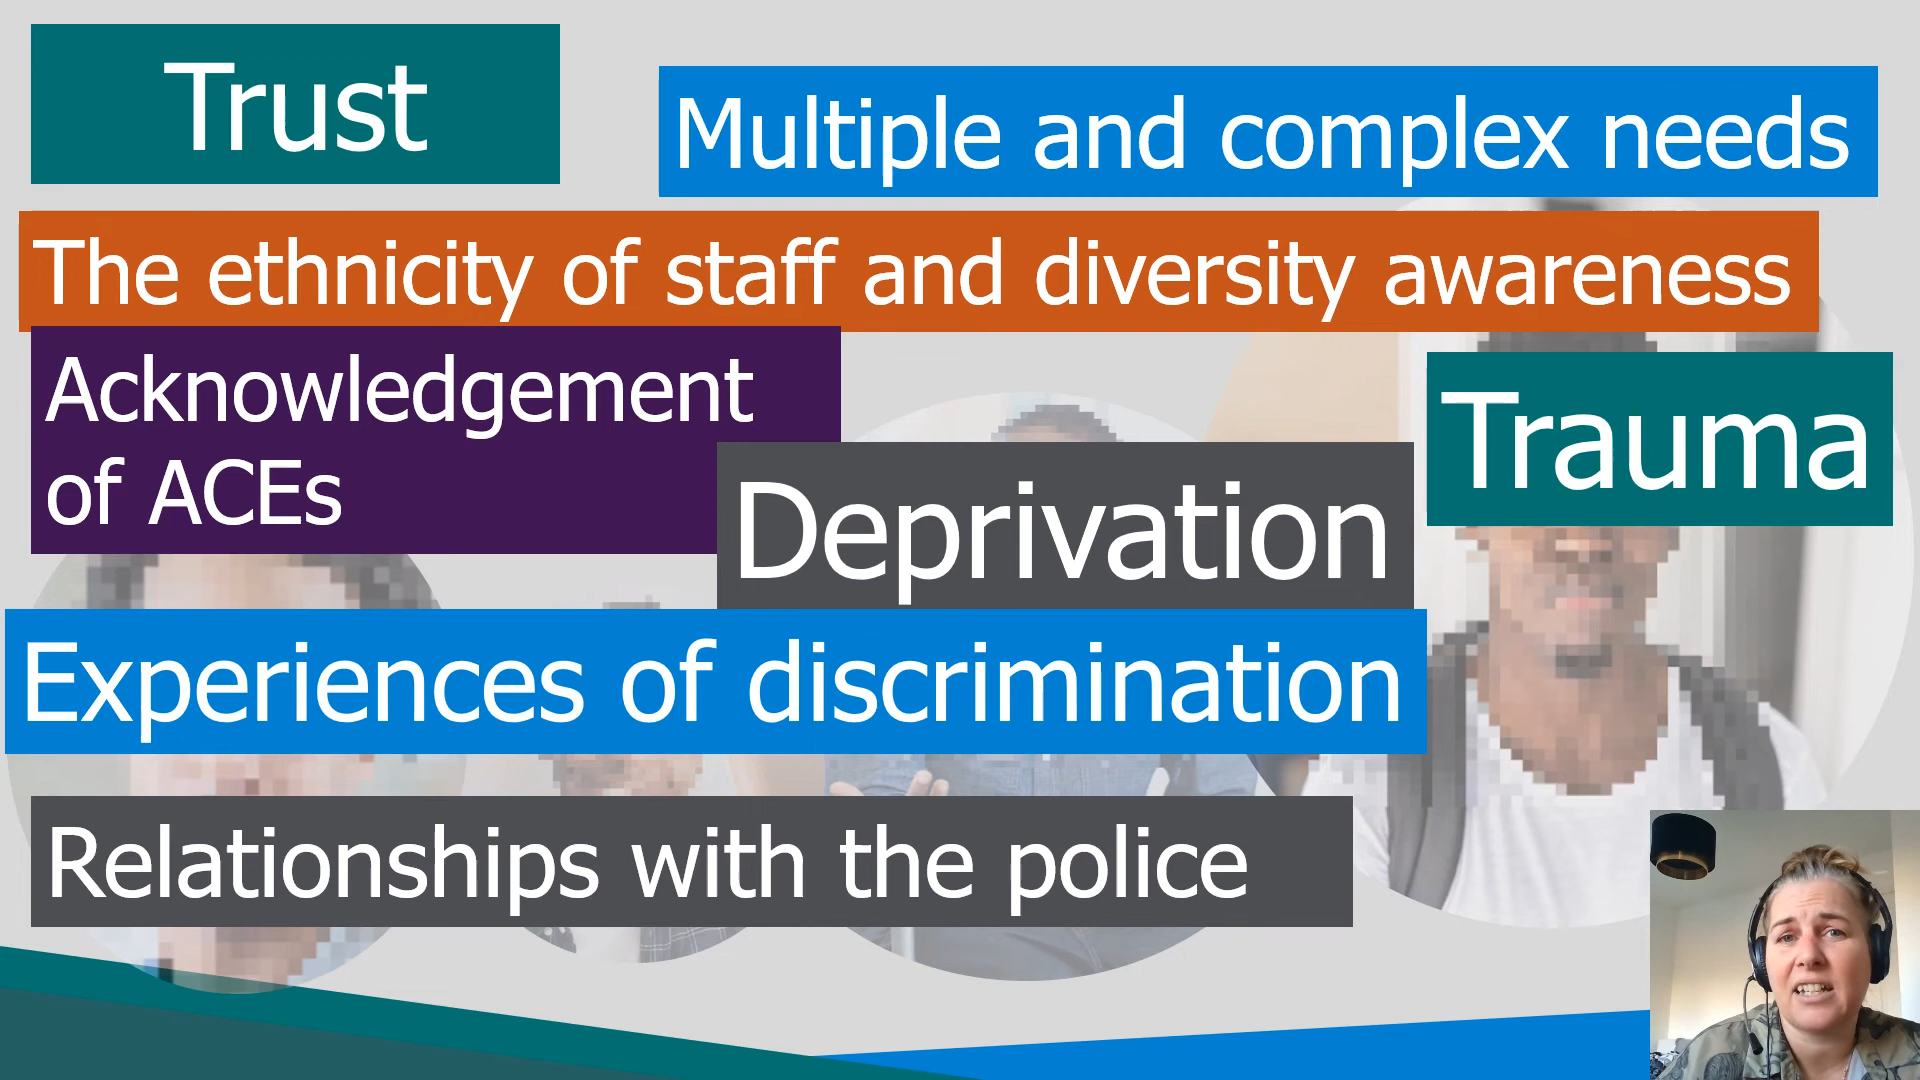 Trust
Multiple and complex needs
The ethnicity of staff and diversity awareness
Acknowledgement
of ACEs
Trauma
Deprivation
Experiences of discrimination
Relationships with the police